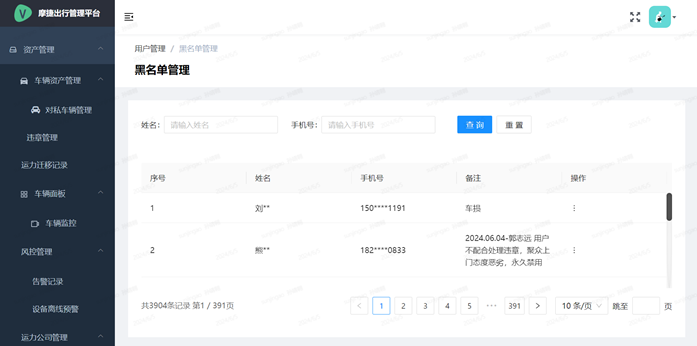 摩捷出行管理平台
资产管理
车辆资产管理
对私车辆管理
违章管理
运力迁移记录
车辆面板
车辆监控
风控管理
告警记录
设备离线预警
运力公司管理
用户管理 / 黑名单管理
黑名单管理
姓名: 请输入姓名 手机号: 请输入手机号 查 询 重 置
序号 姓名 手机号 备注 操作
1 刘** 150****1191 车损
2 熊** 182****0833 2024.06.04-郭志远 用户
不配合处理违章，聚众上
门态度恶劣，永久禁用
共3904条记录 第1 / 391页 1 2 3 4 5 ••• 391 10 条/页 跳至 页